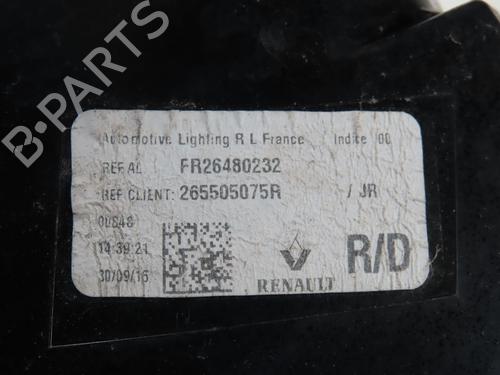 Automotive Lighting R L France Indice 00
REF AL FR26480232
REF CLIENT: 265505075R / JR
00848
14:39:21
30/09/16
RENAULT
R/D
B-PARTS